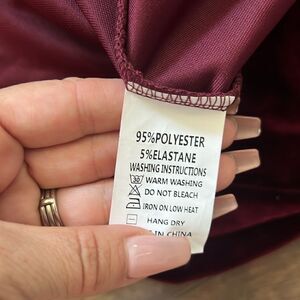 95%POLYESTER
5%ELASTANE
WASHING INSTRUCTIONS
WARM WASHING
DO NOT BLEACH
IRON ON LOW HEAT
HANG DRY
IN CHINA